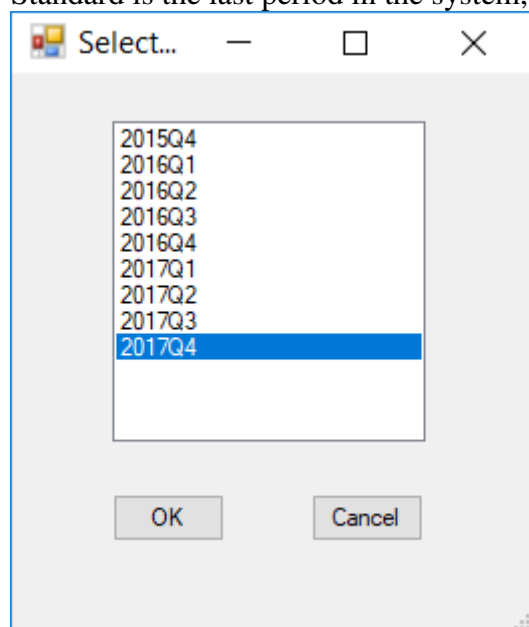 Standard is the last period in the system,
Select...
2015Q4
2016Q1
2016Q2
2016Q3
2016Q4
2017Q1
2017Q2
2017Q3
2017Q4
OK Cancel